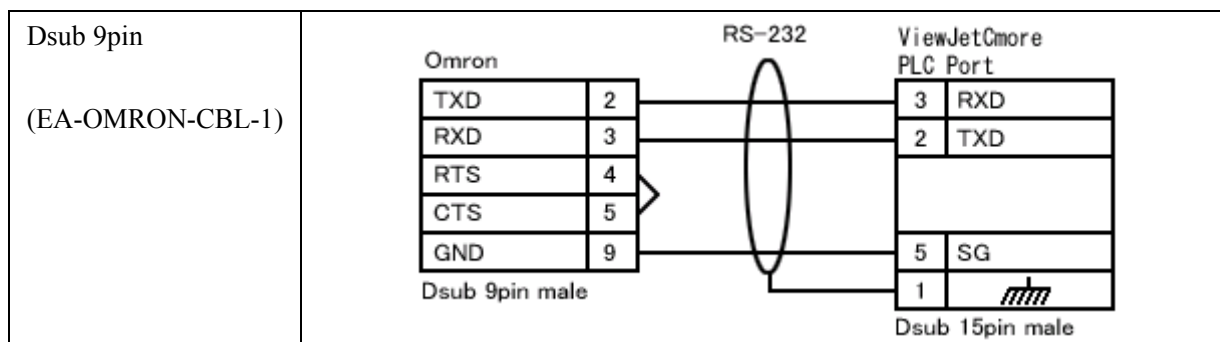 Dsub 9pin
(EA-OMRON-CBL-1)
RS-232
Omron
TXD 2
RXD 3
RTS 4
CTS 5
GND 9
Dsub 9pin male
ViewJetCmore
PLC Port
3 RXD
2 TXD
5 SG
1
Dsub 15pin male